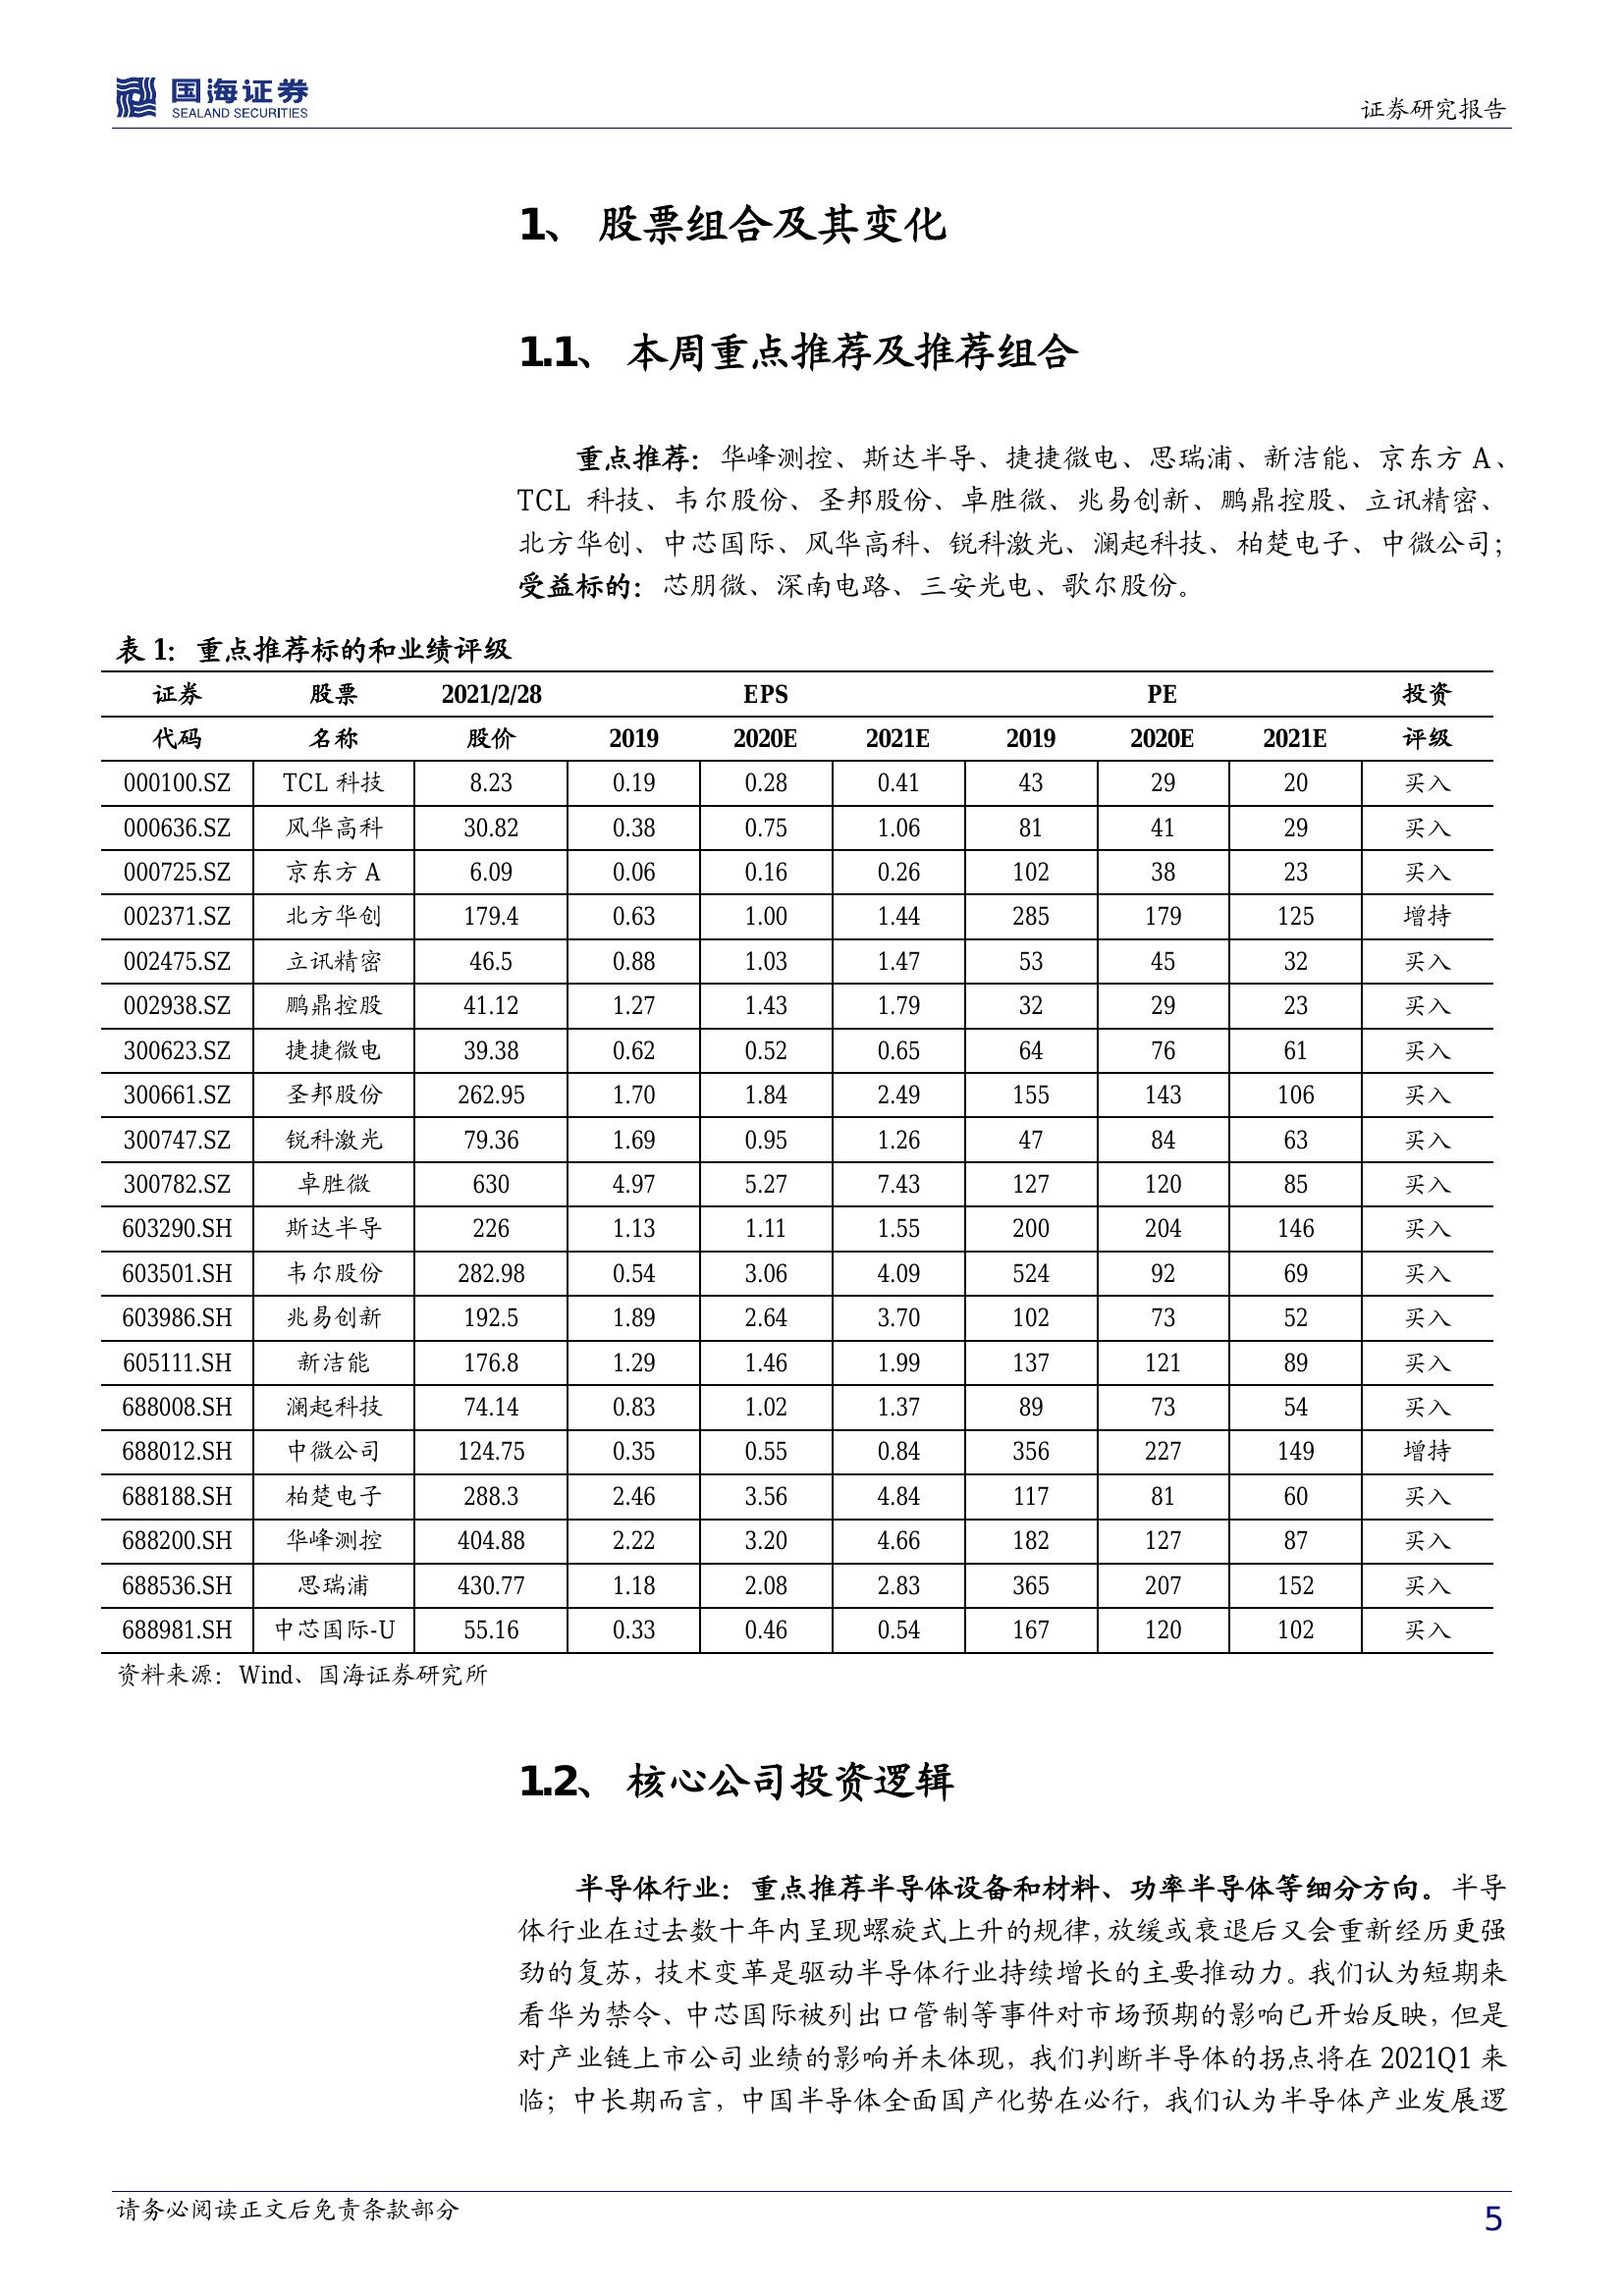 国海证券
SEALAND SECURITIES
证券研究报告
1、 股票组合及其变化
1.1、 本周重点推荐及推荐组合
重点推荐：华峰测控、斯达半导、捷捷微电、思瑞浦、新洁能、京东方 A、
TCL 科技、韦尔股份、圣邦股份、卓胜微、兆易创新、鹏鼎控股、立讯精密、
北方华创、中芯国际、风华高科、锐科激光、澜起科技、柏楚电子、中微公司；
受益标的：芯朋微、深南电路、三安光电、歌尔股份。
表 1：重点推荐标的和业绩评级
证券 股票 2021/2/28 EPS PE 投资
代码 名称 股价 2019 2020E 2021E 2019 2020E 2021E 评级
000100.SZ TCL 科技 8.23 0.19 0.28 0.41 43 29 20 买入
000636.SZ 风华高科 30.82 0.38 0.75 1.06 81 41 29 买入
000725.SZ 京东方 A 6.09 0.06 0.16 0.26 102 38 23 买入
002371.SZ 北方华创 179.4 0.63 1.00 1.44 285 179 125 增持
002475.SZ 立讯精密 46.5 0.88 1.03 1.47 53 45 32 买入
002938.SZ 鹏鼎控股 41.12 1.27 1.43 1.79 32 29 23 买入
300623.SZ 捷捷微电 39.38 0.62 0.52 0.65 64 76 61 买入
300661.SZ 圣邦股份 262.95 1.70 1.84 2.49 155 143 106 买入
300747.SZ 锐科激光 79.36 1.69 0.95 1.26 47 84 63 买入
300782.SZ 卓胜微 630 4.97 5.27 7.43 127 120 85 买入
603290.SH 斯达半导 226 1.13 1.11 1.55 200 204 146 买入
603501.SH 韦尔股份 282.98 0.54 3.06 4.09 524 92 69 买入
603986.SH 兆易创新 192.5 1.89 2.64 3.70 102 73 52 买入
605111.SH 新洁能 176.8 1.29 1.46 1.99 137 121 89 买入
688008.SH 澜起科技 74.14 0.83 1.02 1.37 89 73 54 买入
688012.SH 中微公司 124.75 0.35 0.55 0.84 356 227 149 增持
688188.SH 柏楚电子 288.3 2.46 3.56 4.84 117 81 60 买入
688200.SH 华峰测控 404.88 2.22 3.20 4.66 182 127 87 买入
688536.SH 思瑞浦 430.77 1.18 2.08 2.83 365 207 152 买入
688981.SH 中芯国际-U 55.16 0.33 0.46 0.54 167 120 102 买入
资料来源：Wind、国海证券研究所
1.2、 核心公司投资逻辑
半导体行业：重点推荐半导体设备和材料、功率半导体等细分方向。半导
体行业在过去数十年内呈现螺旋式上升的规律，放缓或衰退后又会重新经历更强
劲的复苏，技术变革是驱动半导体行业持续增长的主要推动力。我们认为短期来
看华为禁令、中芯国际被列出口管制等事件对市场预期的影响已开始反映，但是
对产业链上市公司业绩的影响并未体现，我们判断半导体的拐点将在 2021Q1 来
临；中长期而言，中国半导体全面国产化势在必行，我们认为半导体产业发展逻
请务必阅读正文后免责条款部分
5